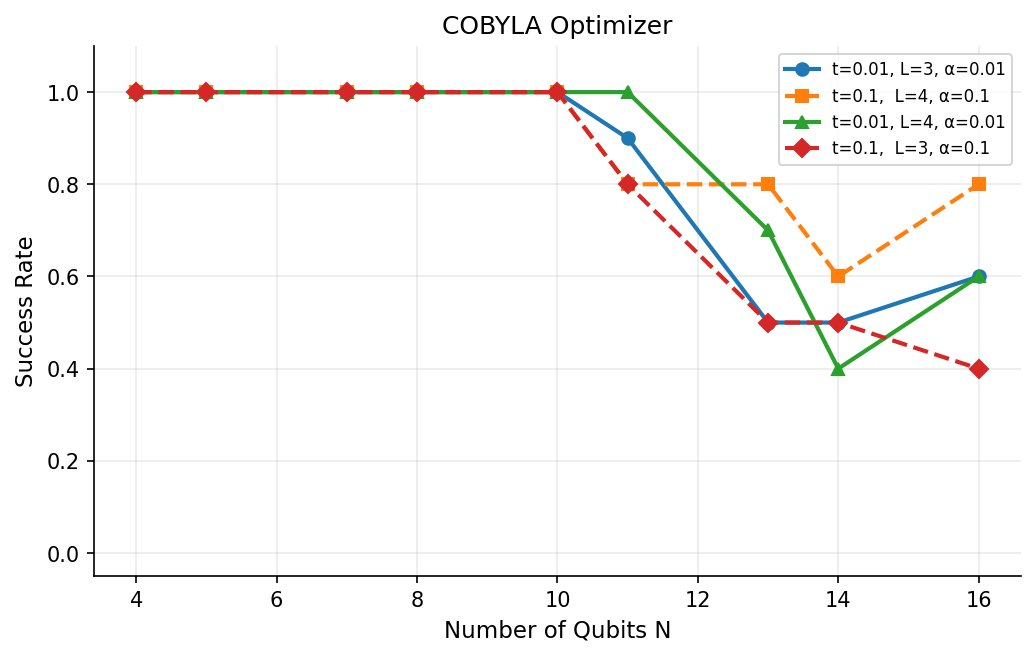 COBYLA Optimizer
t=0.01, L=3, α=0.01
t=0.1,  L=4, α=0.1
t=0.01, L=4, α=0.01
t=0.1,  L=3, α=0.1
Success Rate
1.0
0.8
0.6
0.4
0.2
0.0
4 6 8 10 12 14 16
Number of Qubits N